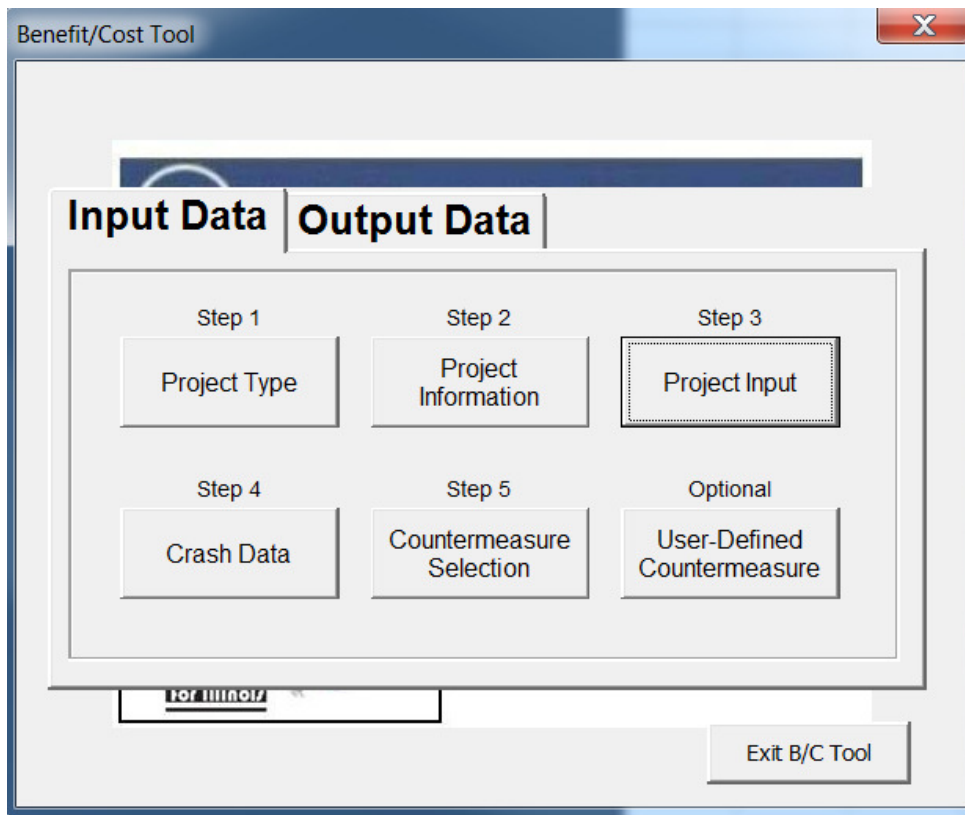 Benefit/Cost Tool
X
Input Data
Output Data
Step 1
Step 2
Step 3
Project Type
Project
Information
Project Input
Step 4
Step 5
Optional
Crash Data
Countermeasure
Selection
User-Defined
Countermeasure
for Illinois
Exit B/C Tool